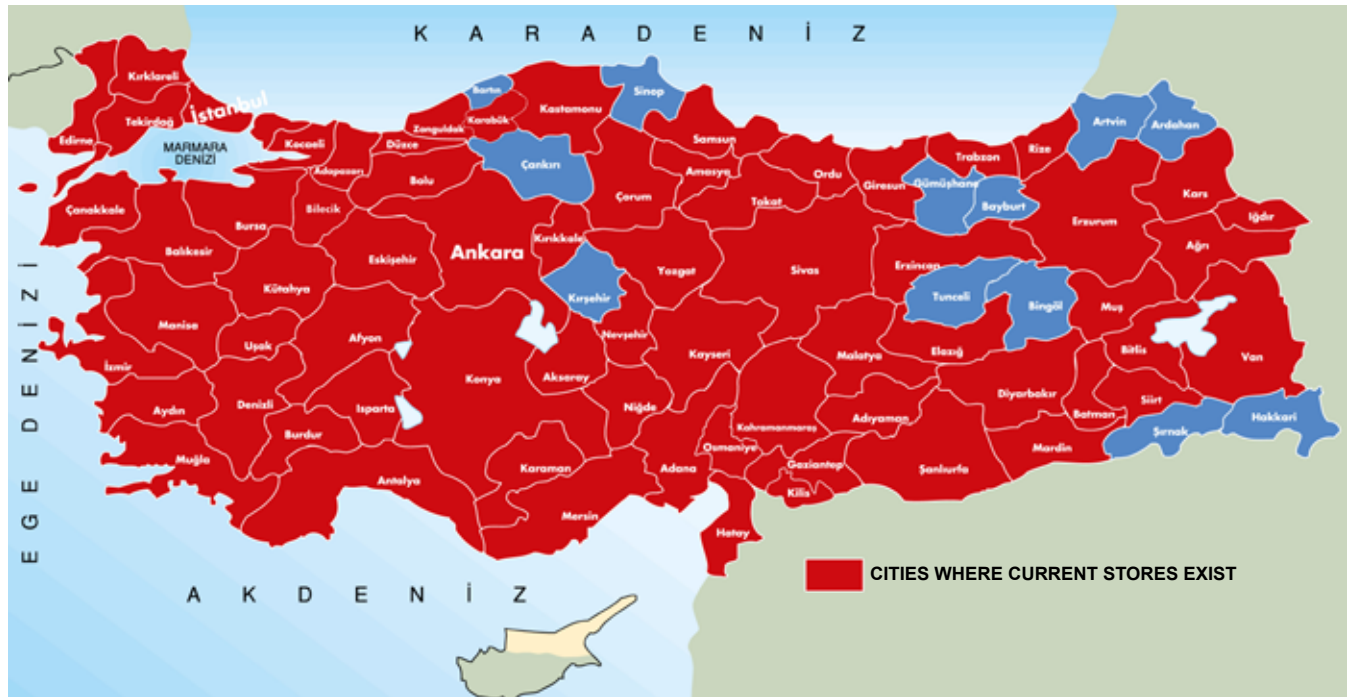 K A R A D E N İ Z
Kırklareli
İstanbul
Edirne
Tekirdağ
MARMARA
DENİZİ
Kocaeli
Adapazarı
Düzce
Bolu
Zonguldak
Bartın
Karabük
Kastamonu
Sinop
Çankırı
Samsun
Amasya
Çorum
Tokat
Ordu
Giresun
Trabzon
Gümüşhane
Bayburt
Rize
Artvin
Ardahan
Kars
Iğdır
Erzurum
Ağrı
Çanakkale
Balıkesir
Bursa
Bilecik
Eskişehir
Kütahya
Ankara
Kırıkkale
Kırşehir
Yozgat
Sivas
Erzincan
Tunceli
Bingöl
Muş
Bitlis
Van
Manisa
Uşak
Afyon
İzmir
Aydın
Denizli
Isparta
Burdur
Muğla
Antalya
Konya
Aksaray
Nevşehir
Kayseri
Niğde
Karaman
Mersin
Adana
Osmaniye
Kahramanmaraş
Malatya
Elazığ
Adıyaman
Gaziantep
Kilis
Hatay
Şanlıurfa
Diyarbakır
Batman
Mardin
Siirt
Şırnak
Hakkari
E G E D E N İ Z İ
A K D E N İ Z
CITIES WHERE CURRENT STORES EXIST